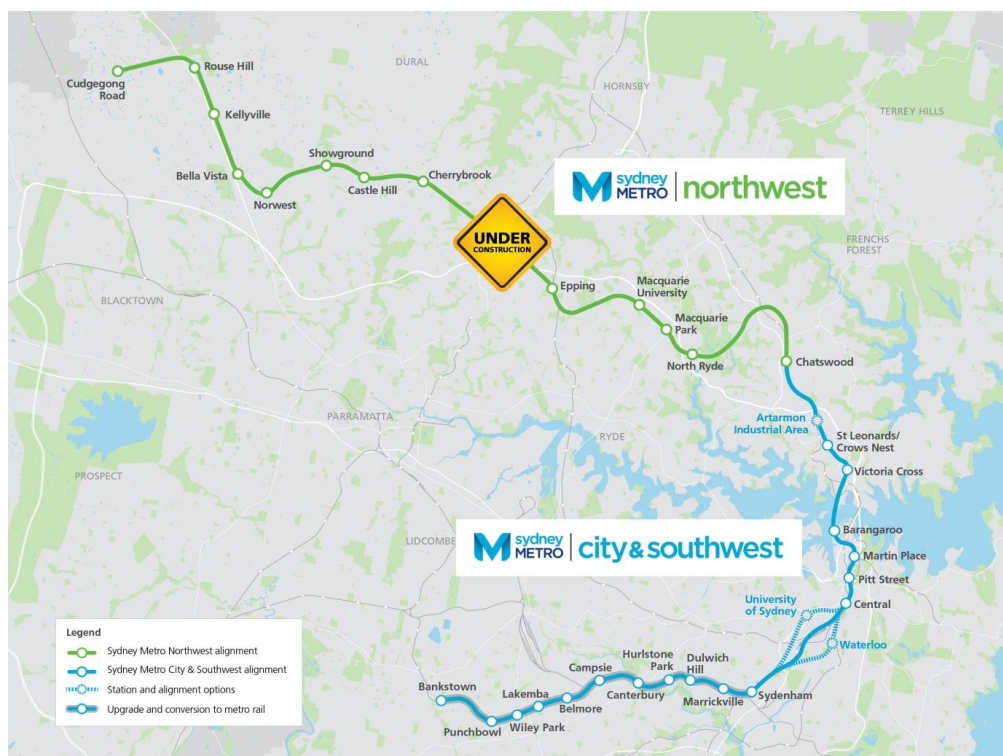 DURAL
HORNSBY
TERREY HILLS
Cudgegong
Road
Rouse Hill
Kellyville
Bella Vista
Norwest
Showground
Castle Hill
Cherrybrook
sydney
METRO
northwest
UNDER
CONSTRUCTION
FRENCHS
FOREST
BLACKTOWN
Epping
Macquarie
University
Macquarie
Park
North Ryde
Chatswood
PARRAMATTA
RYDE
Artarmon
Industrial Area
St Leonards/
Crows Nest
Victoria Cross
PROSPECT
LIDCOMBE
sydney
METRO
city & southwest
Barangaroo
Martin Place
Pitt Street
University
of Sydney
Central
Waterloo
Legend
Sydney Metro Northwest alignment
Sydney Metro City & Southwest alignment
Station and alignment options
Upgrade and conversion to metro rail
Bankstown
Punchbowl
Lakemba
Wiley Park
Belmore
Campsie
Canterbury
Hurlstone
Park
Dulwich
Hill
Marrickville
Sydenham